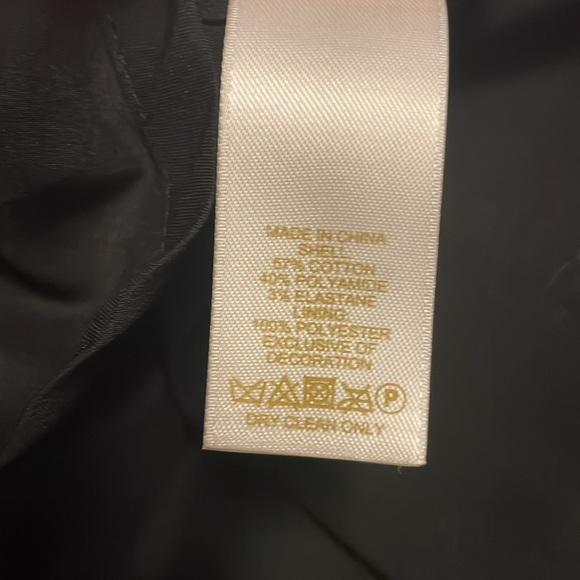 MADE IN CHINA
SHELL
57% COTTON
40% POLYAMIDE
3% ELASTANE
LINING
100% POLYESTER
EXCLUSIVE OF
DECORATION
P
DRY CLEAN ONLY